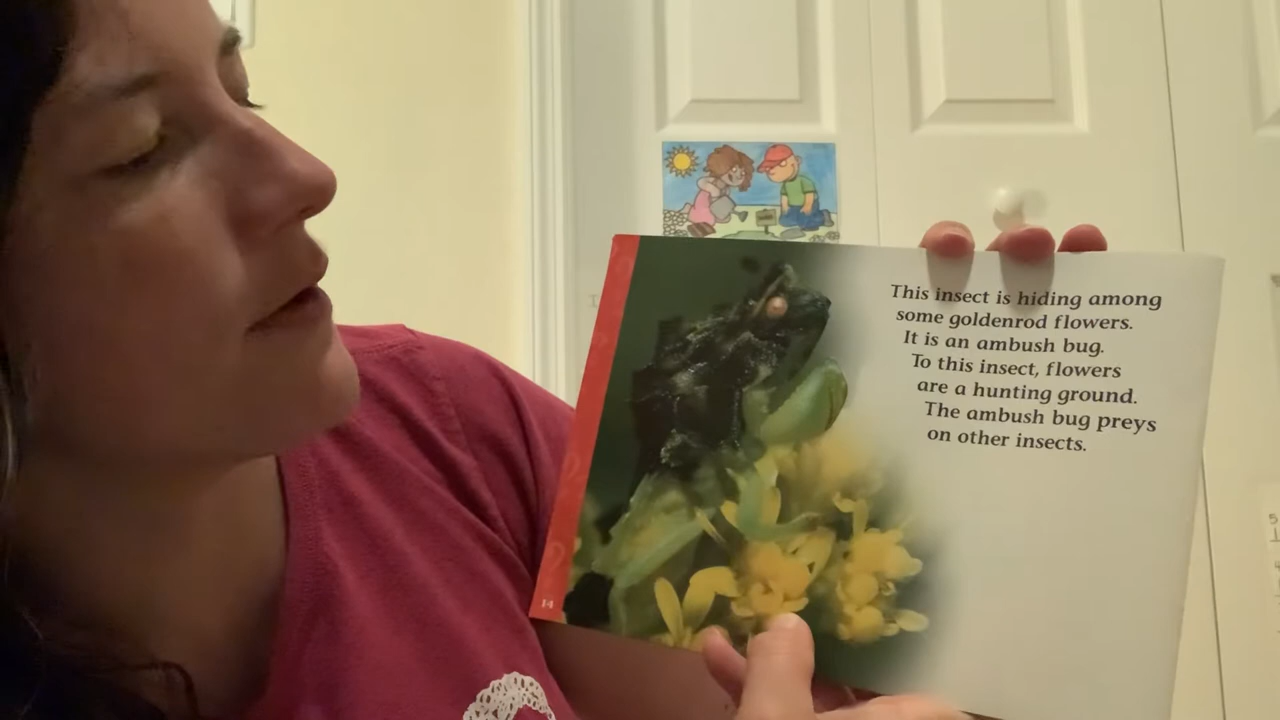 This insect is hiding among
some goldenrod flowers.
It is an ambush bug.
To this insect, flowers
are a hunting ground.
The ambush bug preys
on other insects.
14